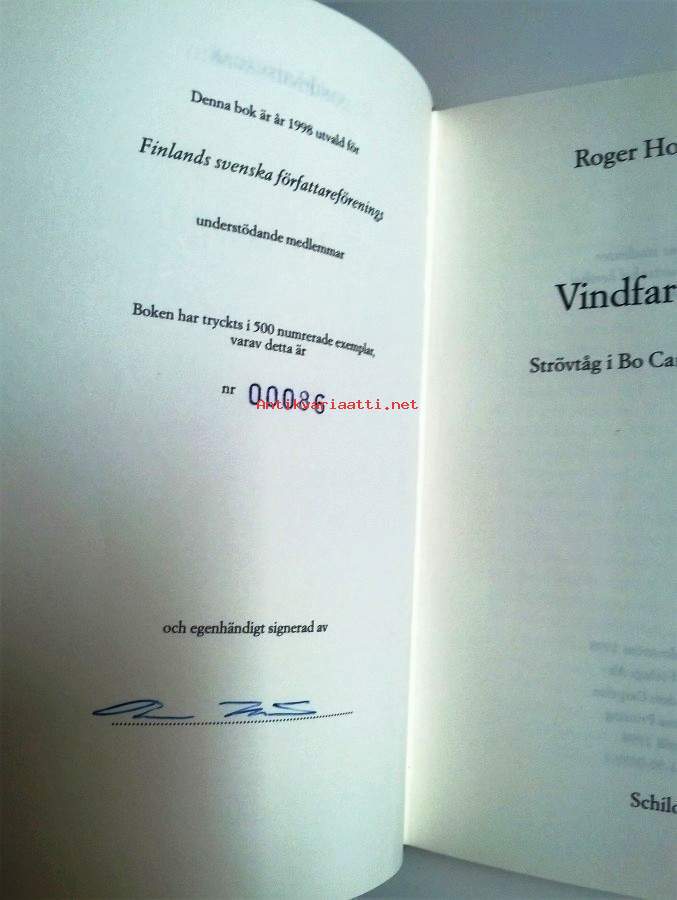 Denna bok är år 1998 utvald för
Finlands svenska författareförenings
understödande medlemmar
Boken har tryckts i 500 numrerade exemplar,
varav detta är
nr 00086
Antikvariaatti.net
och egenhändigt signerad av
Roger Ho
Vindfar
Strövtåg i Bo Ca
Schild